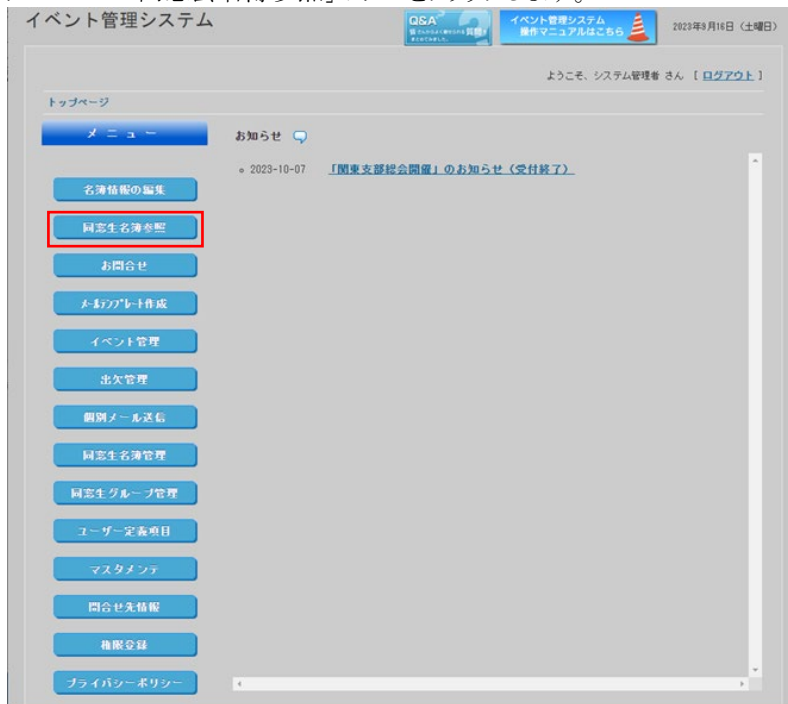 イベント管理システム
Q&A
イベント管理システム
操作マニュアルはこちら
2023年9月16日（土曜日）
ようこそ、システム管理者 さん [ ログアウト ]
トップページ
メニュー
お知らせ
2023-10-07 「関東支部総会開催」のお知らせ（受付終了）
名簿情報の編集
同窓生名簿参照
お問合せ
ﾒｰﾙﾃﾝﾌﾟﾚｰﾄ作成
イベント管理
出欠管理
個別メール送信
同窓生名簿管理
同窓生グループ管理
ユーザー定義項目
マスタメンテ
問合せ先情報
権限登録
プライバシーポリシー